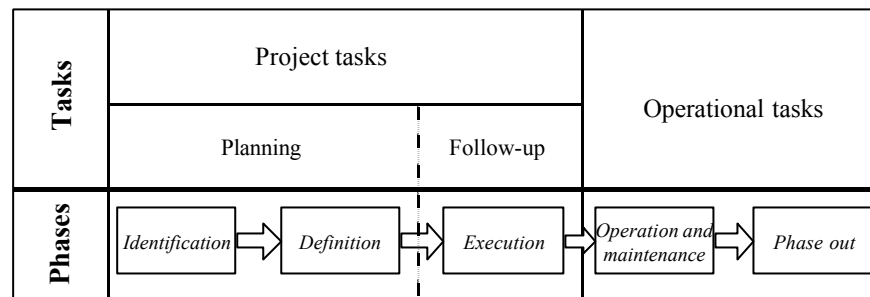 Tasks
Project tasks
Operational tasks
Planning
Follow-up
Phases
Identification
Definition
Execution
Operation and
maintenance
Phase out